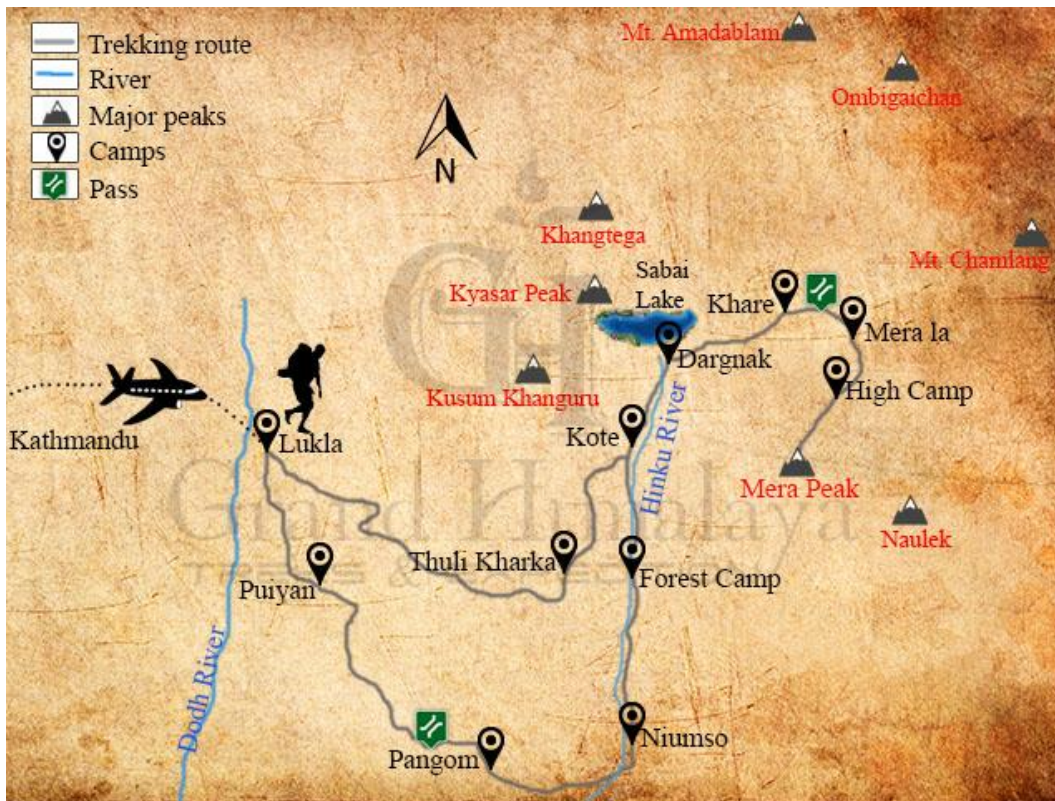 Trekking route
River
Major peaks
Camps
Pass
N
Mt. Amadablam
Ombigaichan
Khangtega
Mt. Chamlang
Sabai
Lake
Kyasar Peak
Khare
Mera la
Dargnak
Kusum Khanguru
High Camp
Kathmandu
Lukla
Kote
Hinku River
Mera Peak
Grand Himalaya
Naulek
Thuli Kharka
Forest Camp
Puiyan
Dodh River
Niumso
Pangom